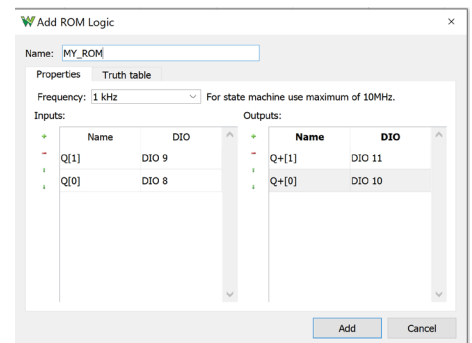 Add ROM Logic
Name: MY_ROM
Properties Truth table
Frequency: 1 kHz For state machine use maximum of 10MHz.
Inputs: Outputs:
Name DIO Name DIO
Q[1] DIO 9 Q+[1] DIO 11
Q[0] DIO 8 Q+[0] DIO 10
Add Cancel